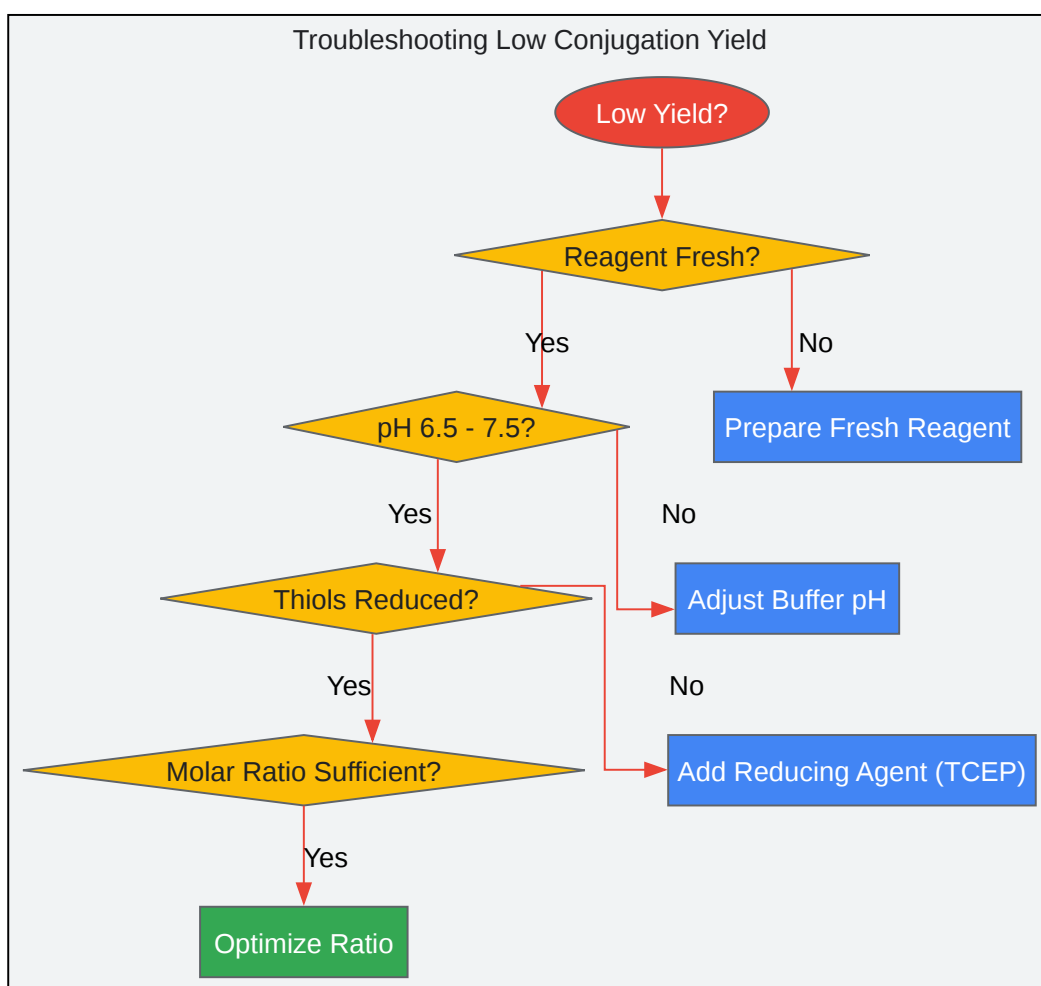 Troubleshooting Low Conjugation Yield
Low Yield?
Reagent Fresh?
Yes
No
pH 6.5 - 7.5?
Prepare Fresh Reagent
Yes
No
Thiols Reduced?
Adjust Buffer pH
Yes
No
Molar Ratio Sufficient?
Add Reducing Agent (TCEP)
Yes
Optimize Ratio